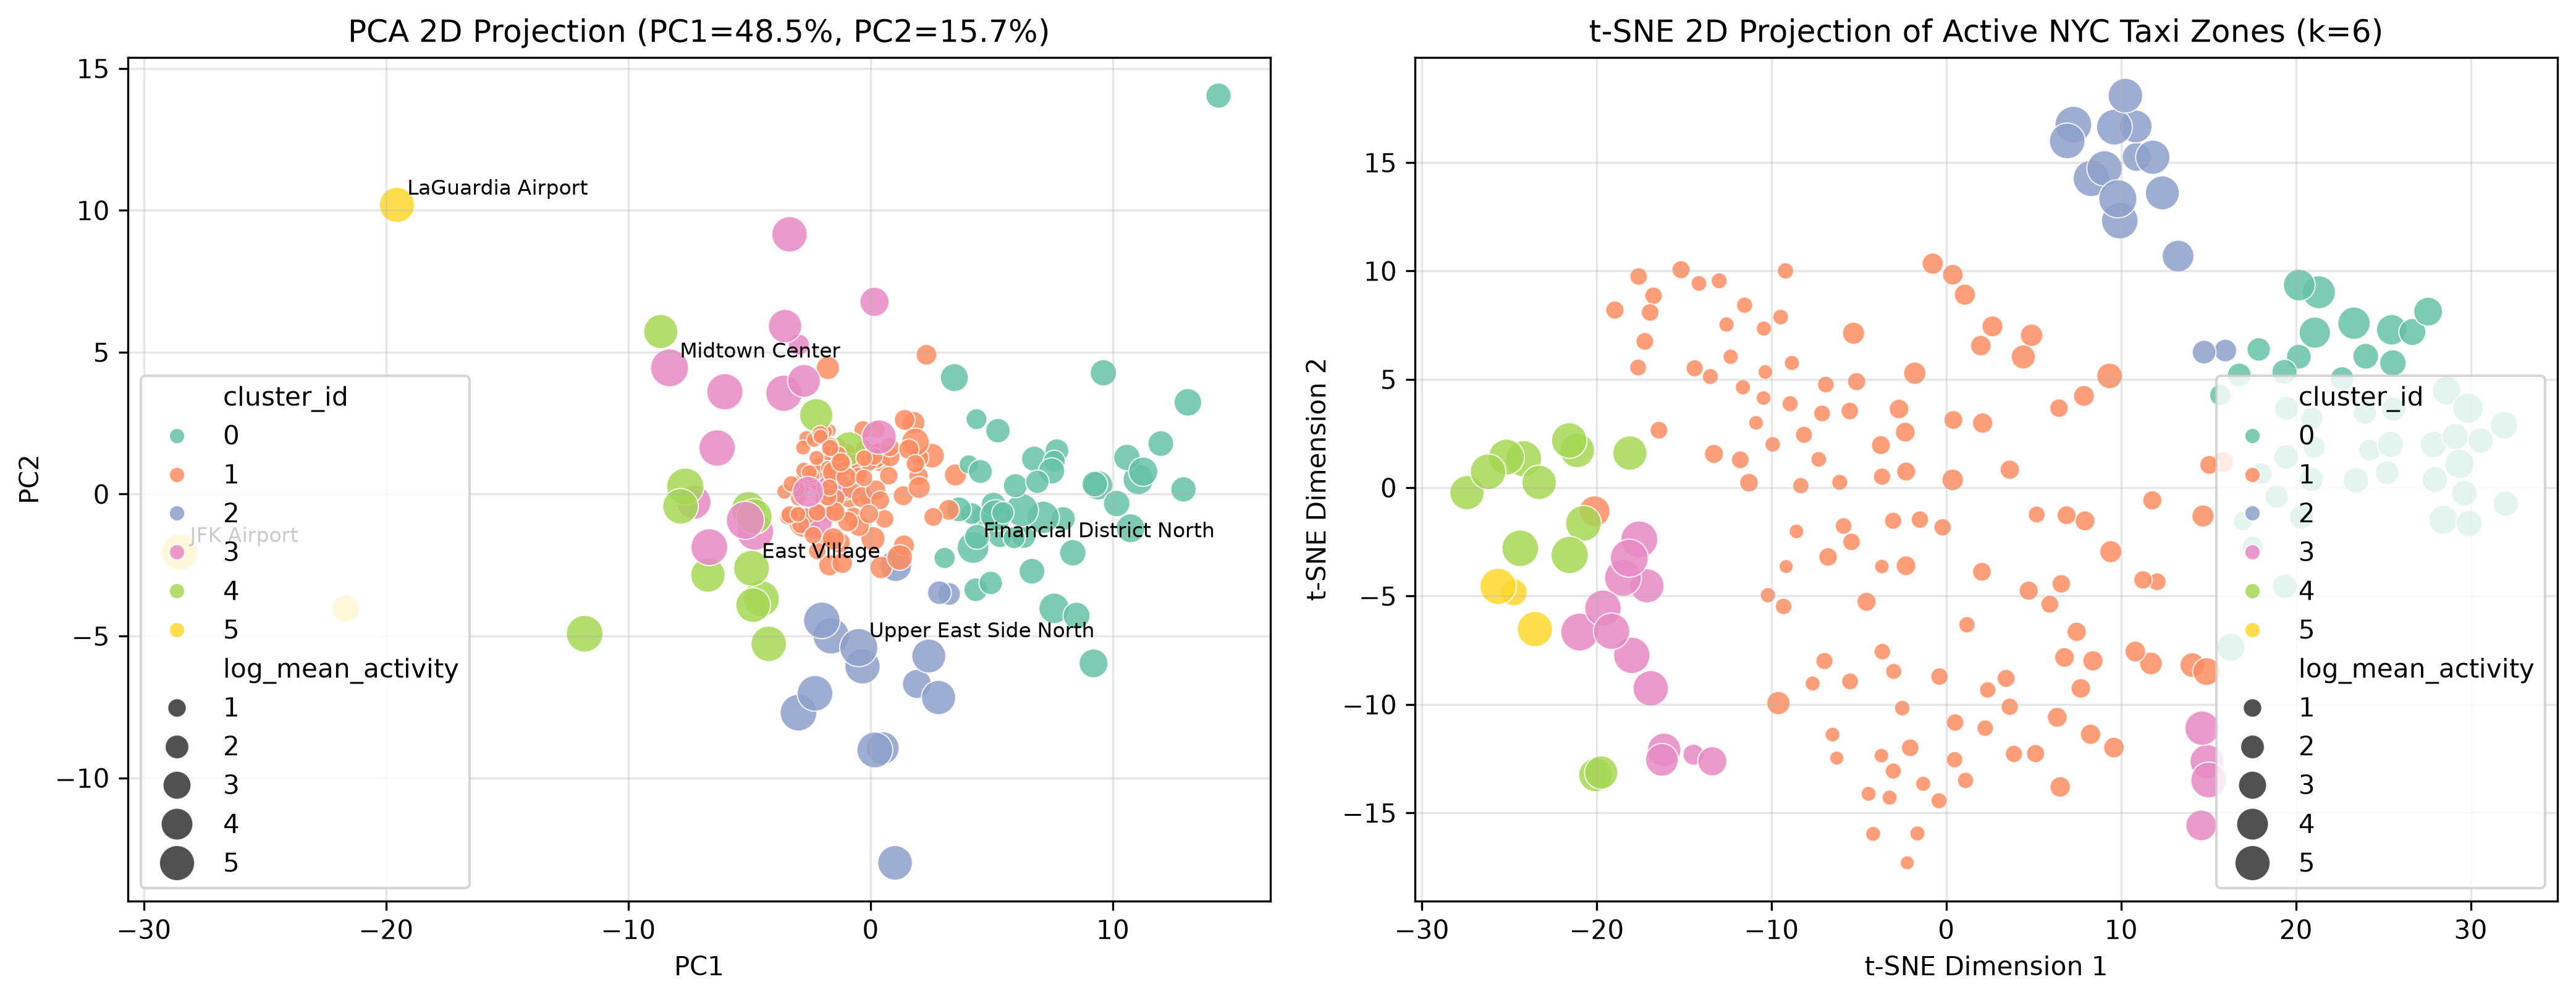 PCA 2D Projection (PC1=48.5%, PC2=15.7%)
15
10
5
0
−5
−10
PC2
LaGuardia Airport
Midtown Center
JFK Airport
East Village
Financial District North
Upper East Side North
cluster_id
0
1
2
3
4
5
log_mean_activity
1
2
3
4
5
−30
−20
−10
0
10
PC1
t-SNE 2D Projection of Active NYC Taxi Zones (k=6)
15
10
5
0
−5
−10
−15
t-SNE Dimension 2
cluster_id
0
1
2
3
4
5
log_mean_activity
1
2
3
4
5
−30
−20
−10
0
10
20
30
t-SNE Dimension 1